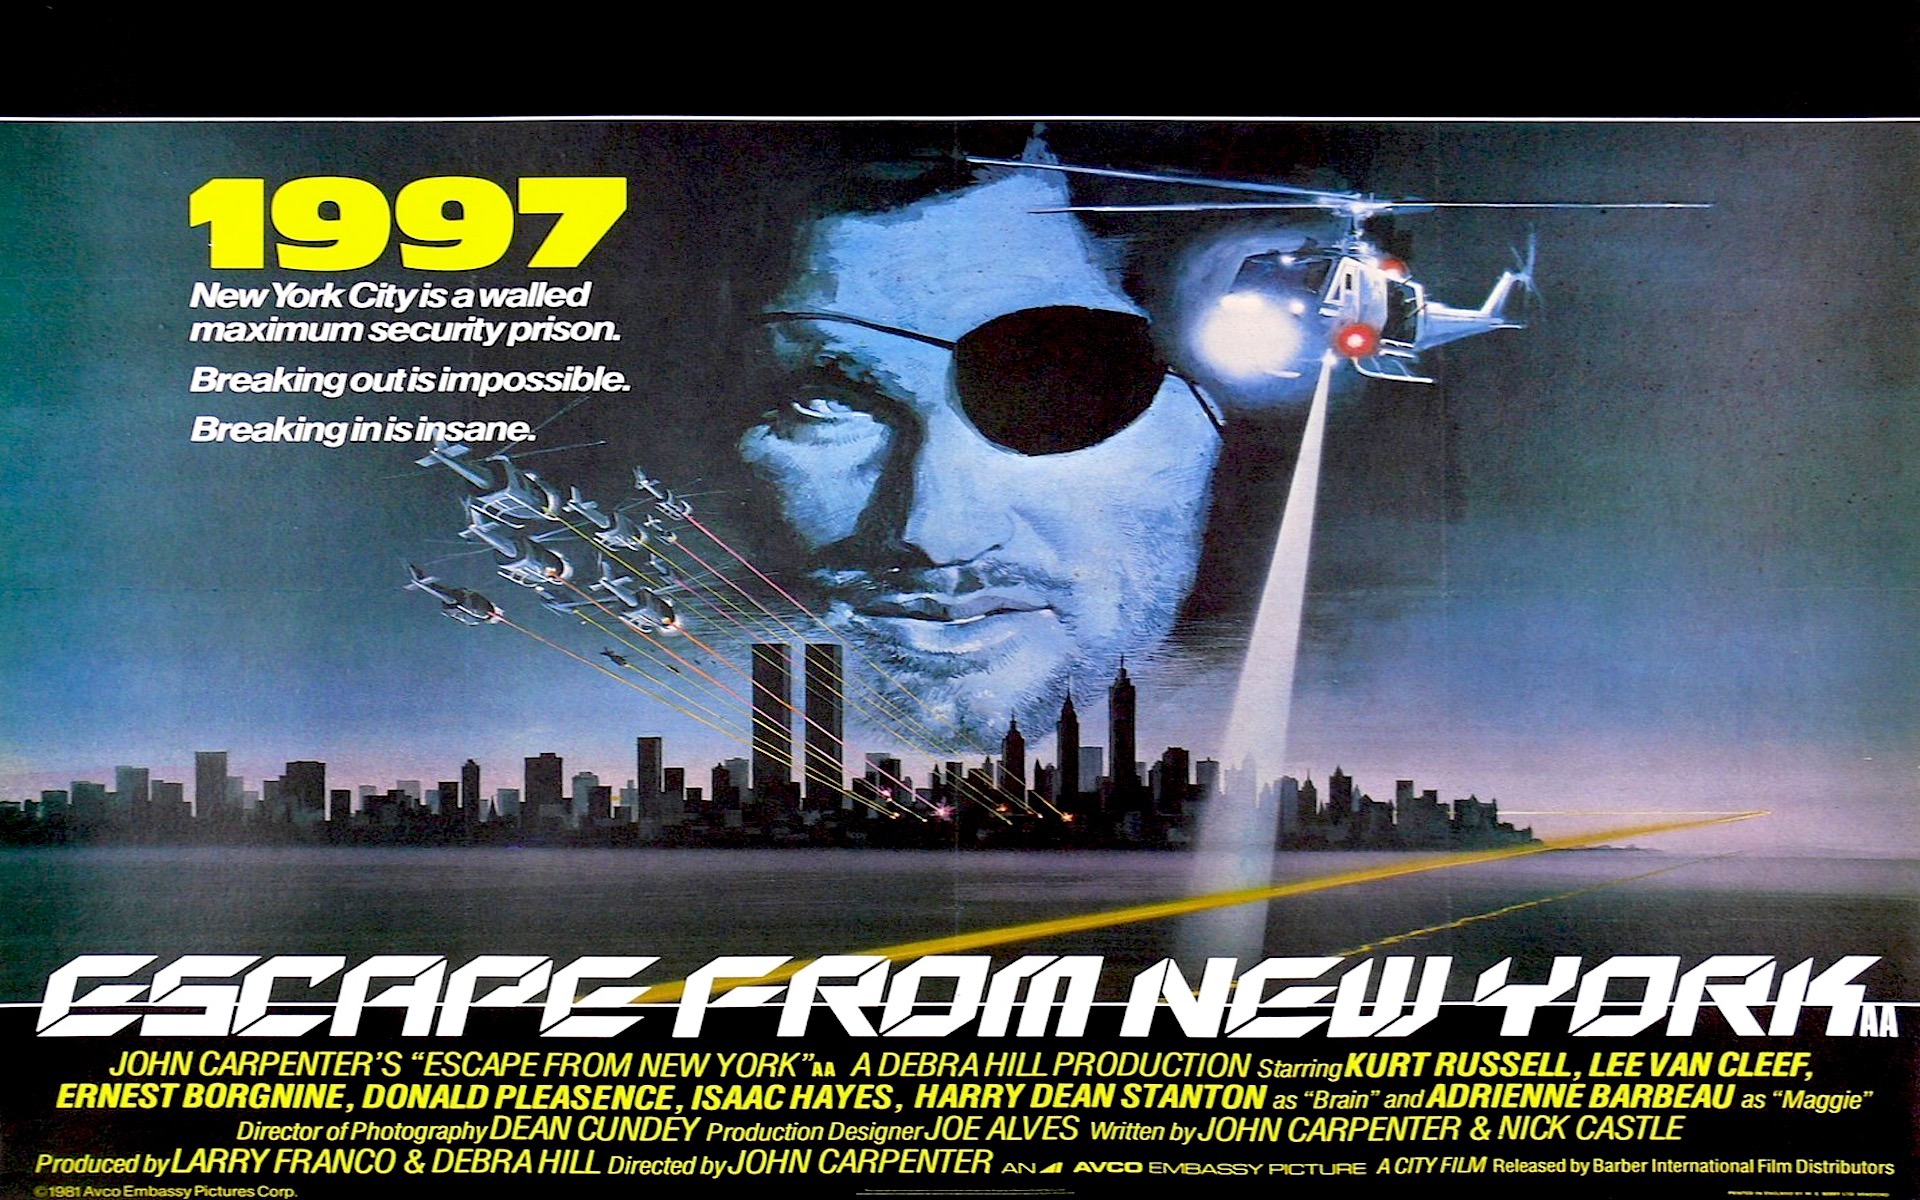 1997
New York City is a walled
maximum security prison.
Breaking out is impossible.
Breaking in is insane.
ESCAPE FROM NEW YORK AA
JOHN CARPENTER'S "ESCAPE FROM NEW YORK" AA A DEBRA HILL PRODUCTION Starring KURT RUSSELL, LEE VAN CLEEF,
ERNEST BORGNINE, DONALD PLEASENCE, ISAAC HAYES, HARRY DEAN STANTON as "Brain" and ADRIENNE BARBEAU as "Maggie"
Director of Photography DEAN CUNDEY Production Designer JOE ALVES Written by JOHN CARPENTER & NICK CASTLE
Produced by LARRY FRANCO & DEBRA HILL Directed by JOHN CARPENTER AN AVCO EMBASSY PICTURE A CITY FILM Released by Barber International Film Distributors
©1981 Avco Embassy Pictures Corp.